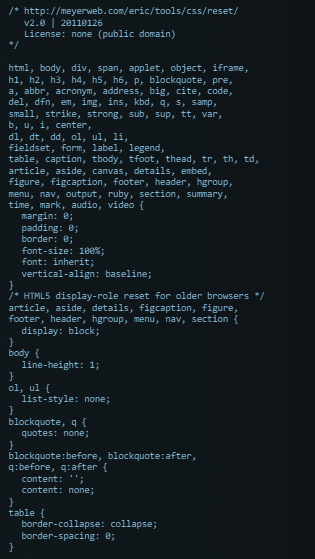 /* http://meyerweb.com/eric/tools/css/reset/
   v2.0 | 20110126
   License: none (public domain)
*/

html, body, div, span, applet, object, iframe,
h1, h2, h3, h4, h5, h6, p, blockquote, pre,
a, abbr, acronym, address, big, cite, code,
del, dfn, em, img, ins, kbd, q, s, samp,
small, strike, strong, sub, sup, tt, var,
b, u, i, center,
dl, dt, dd, ol, ul, li,
fieldset, form, label, legend,
table, caption, tbody, tfoot, thead, tr, th, td,
article, aside, canvas, details, embed,
figure, figcaption, footer, header, hgroup,
menu, nav, output, ruby, section, summary,
time, mark, audio, video {
  margin: 0;
  padding: 0;
  border: 0;
  font-size: 100%;
  font: inherit;
  vertical-align: baseline;
}
/* HTML5 display-role reset for older browsers */
article, aside, details, figcaption, figure,
footer, header, hgroup, menu, nav, section {
  display: block;
}
body {
  line-height: 1;
}
ol, ul {
  list-style: none;
}
blockquote, q {
  quotes: none;
}
blockquote:before, blockquote:after,
q:before, q:after {
  content: '';
  content: none;
}
table {
  border-collapse: collapse;
  border-spacing: 0;
}